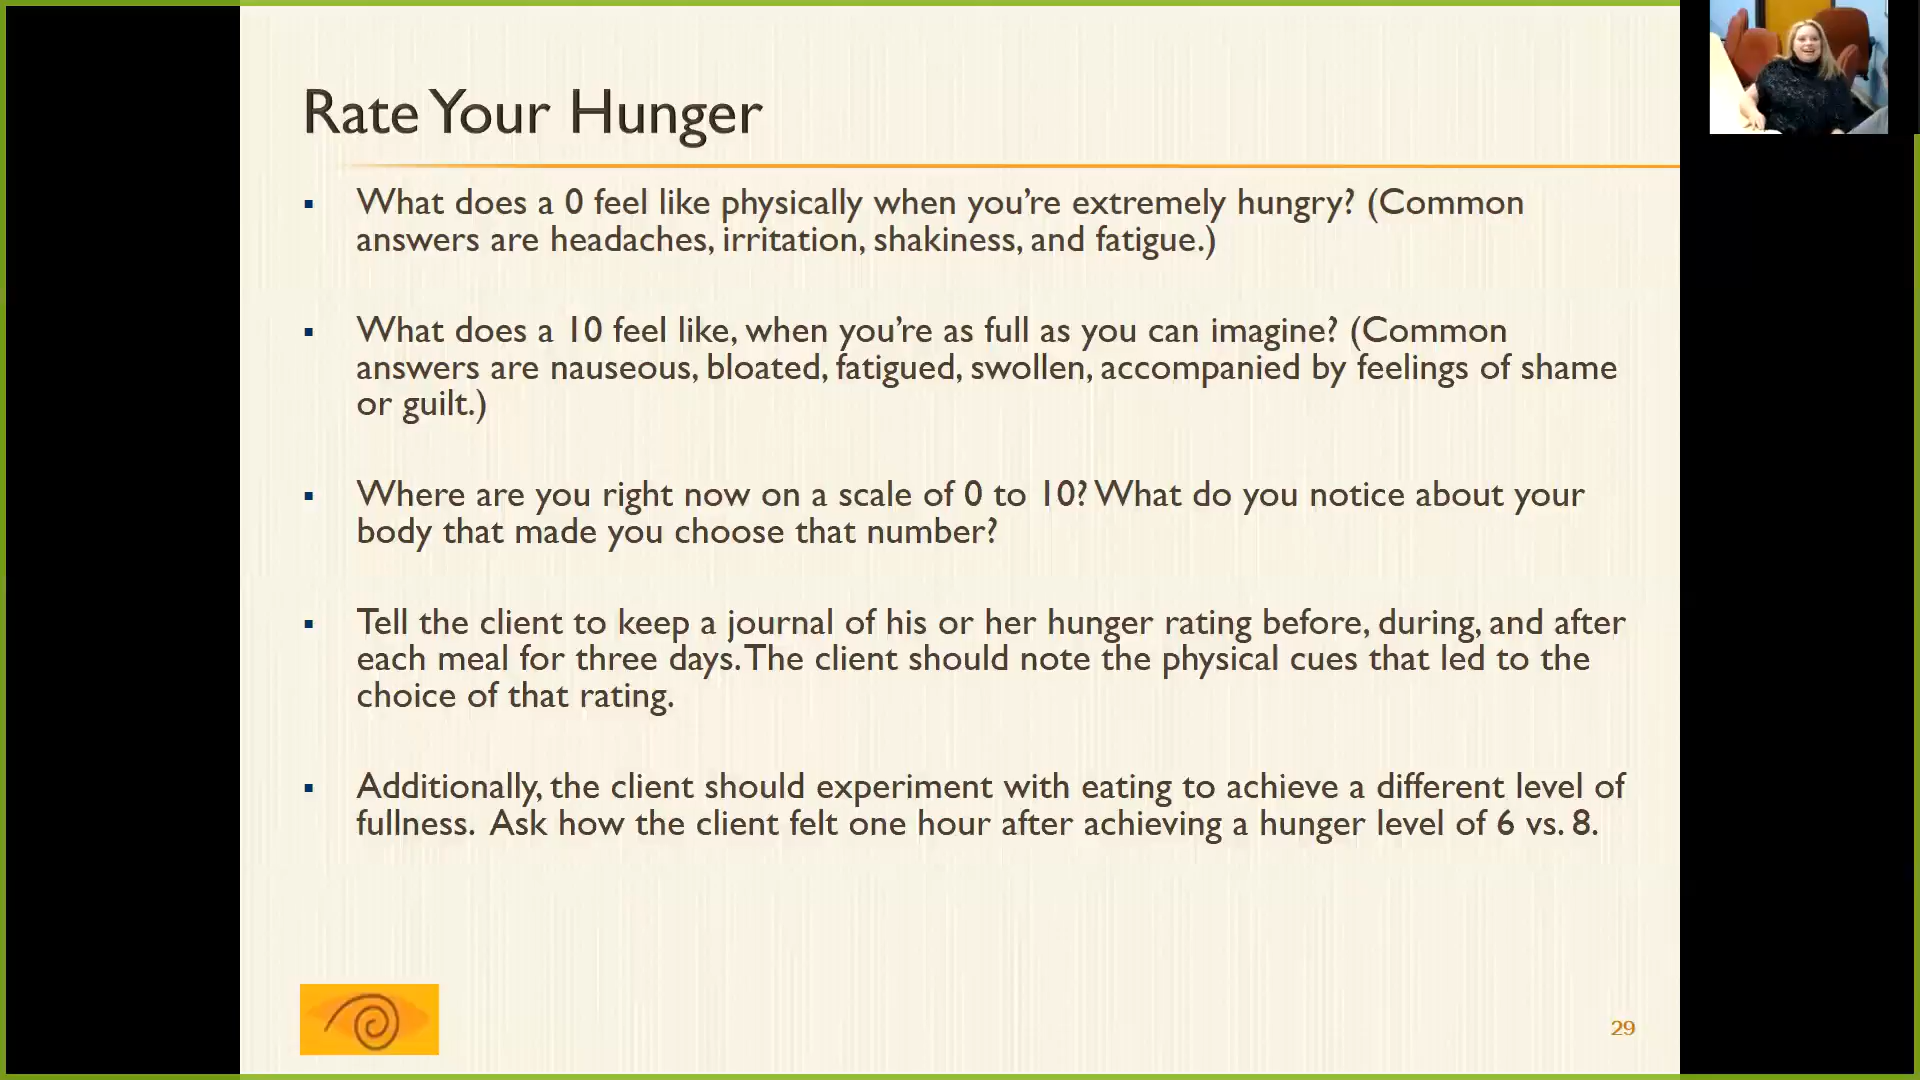 Rate Your Hunger
▪ What does a 0 feel like physically when you’re extremely hungry? (Common
answers are headaches, irritation, shakiness, and fatigue.)
▪ What does a 10 feel like, when you’re as full as you can imagine? (Common
answers are nauseous, bloated, fatigued, swollen, accompanied by feelings of shame
or guilt.)
▪ Where are you right now on a scale of 0 to 10? What do you notice about your
body that made you choose that number?
▪ Tell the client to keep a journal of his or her hunger rating before, during, and after
each meal for three days. The client should note the physical cues that led to the
choice of that rating.
▪ Additionally, the client should experiment with eating to achieve a different level of
fullness.  Ask how the client felt one hour after achieving a hunger level of 6 vs. 8.
29